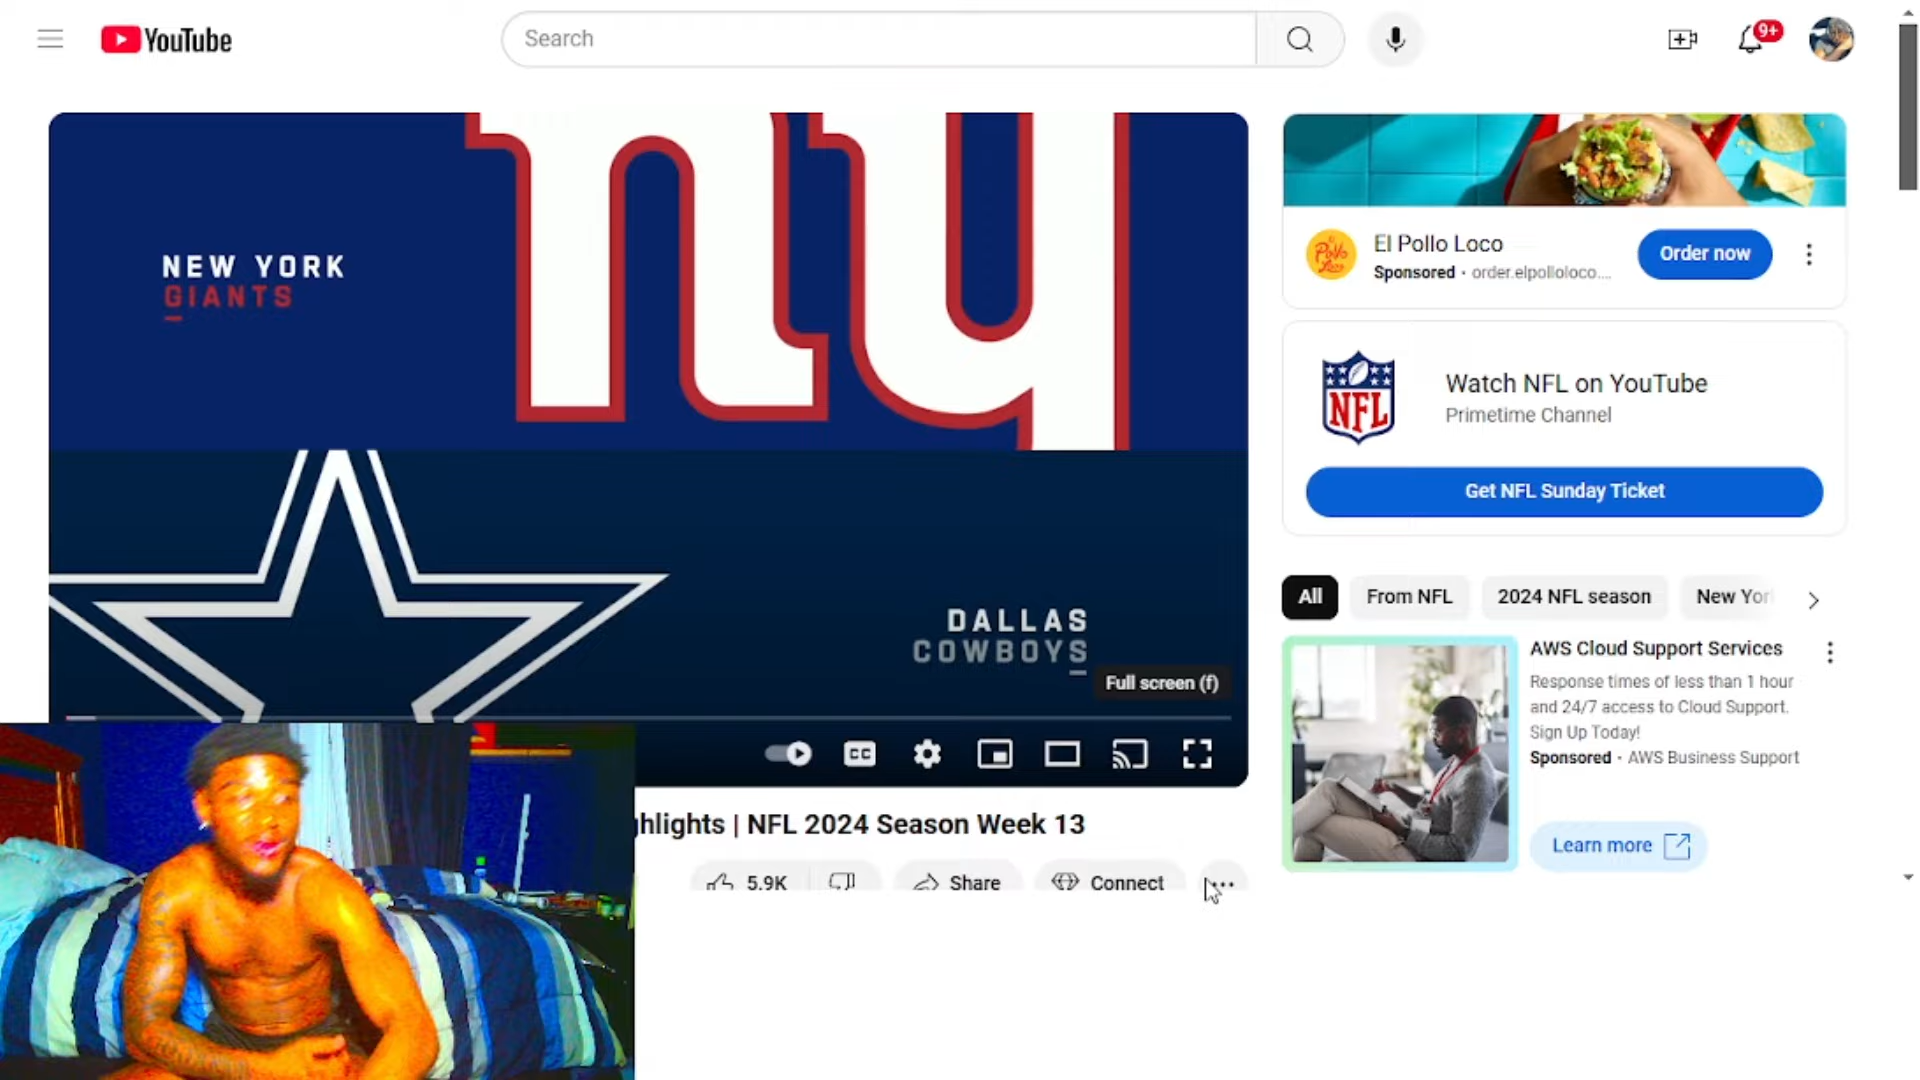 YouTube
Search
9+
NEW YORK
GIANTS
ny
DALLAS
COWBOYS
Full screen (f)
CC
ghlights | NFL 2024 Season Week 13
5.9K
Share
Connect
El Pollo Loco
Sponsored · order.elpolloloco....
Order now
NFL
Watch NFL on YouTube
Primetime Channel
Get NFL Sunday Ticket
All
From NFL
2024 NFL season
New Yor
AWS Cloud Support Services
Response times of less than 1 hour
and 24/7 access to Cloud Support.
Sign Up Today!
Sponsored · AWS Business Support
Learn more